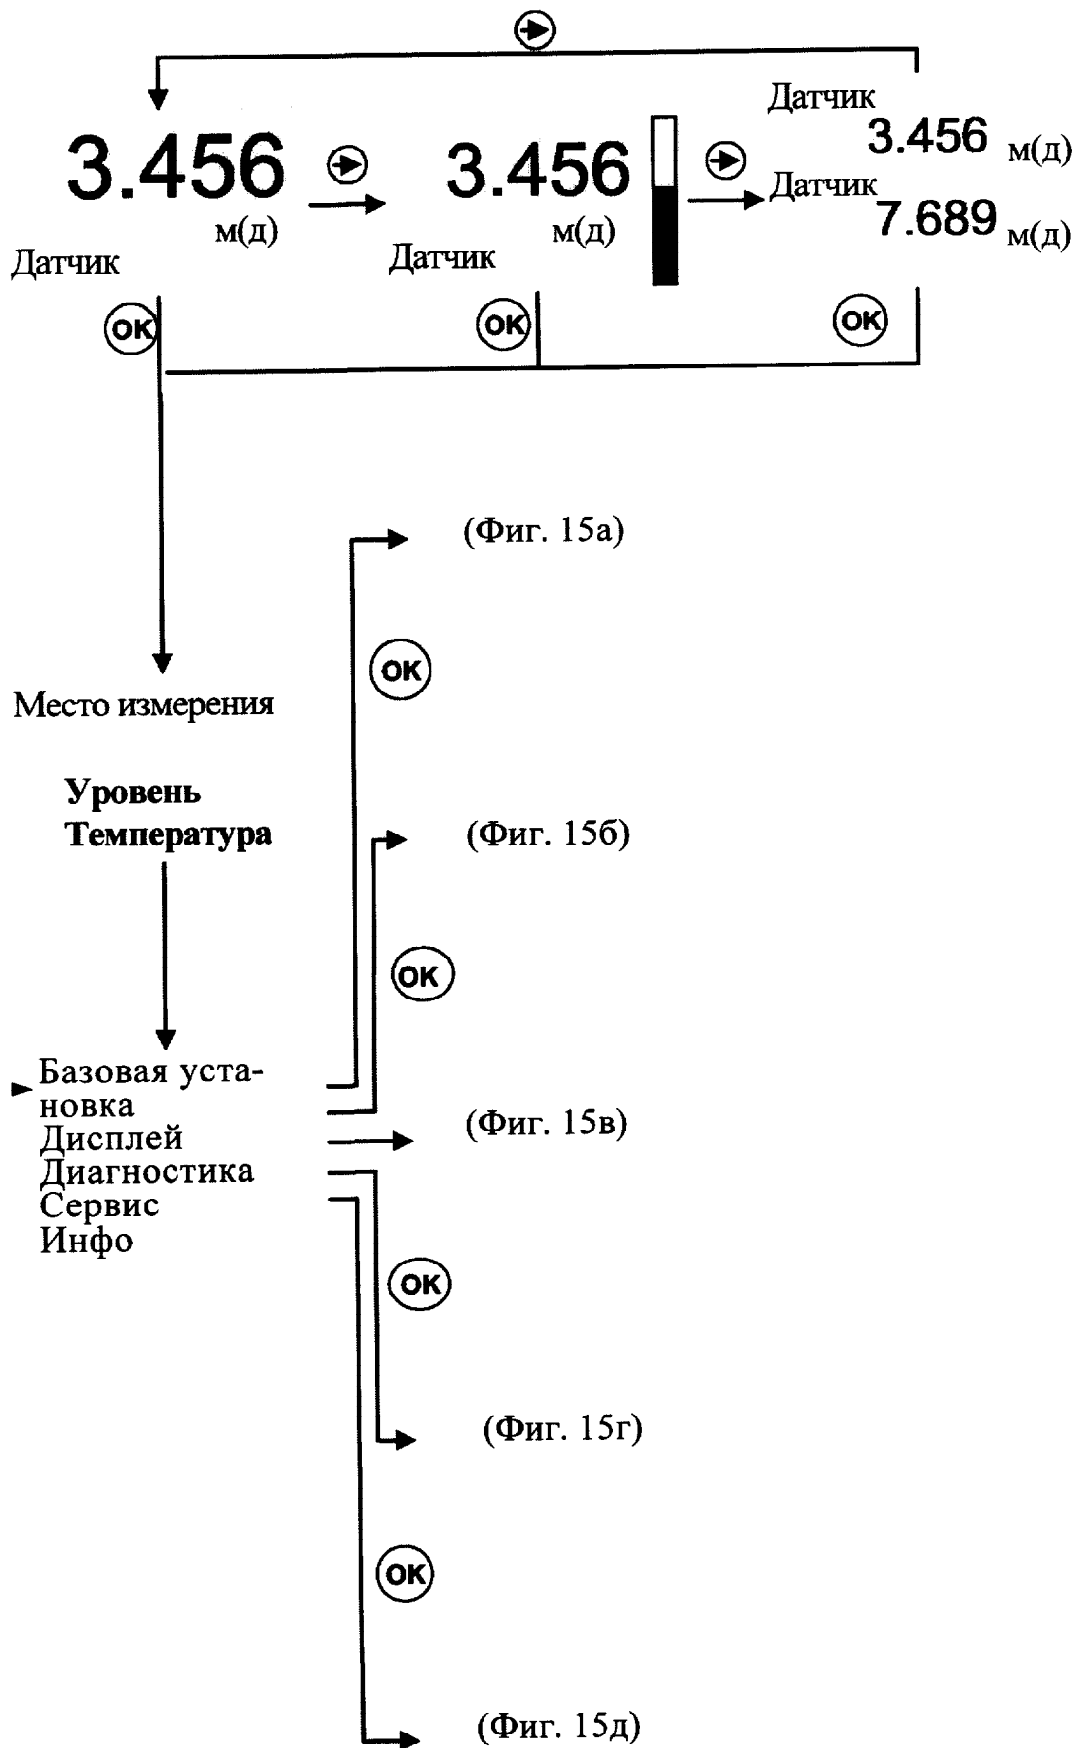 Датчик
3.456 м(д)
3.456
м(д)
Датчик
3.456
м(д)
Датчик
Датчик
7.689 м(д)
OK
OK
OK
(Фиг. 15а)
OK
Место измерения
Уровень
Температура
(Фиг. 15б)
OK
Базовая уста-
новка
Дисплей
Диагностика
Сервис
Инфо
(Фиг. 15в)
OK
(Фиг. 15г)
OK
(Фиг. 15д)